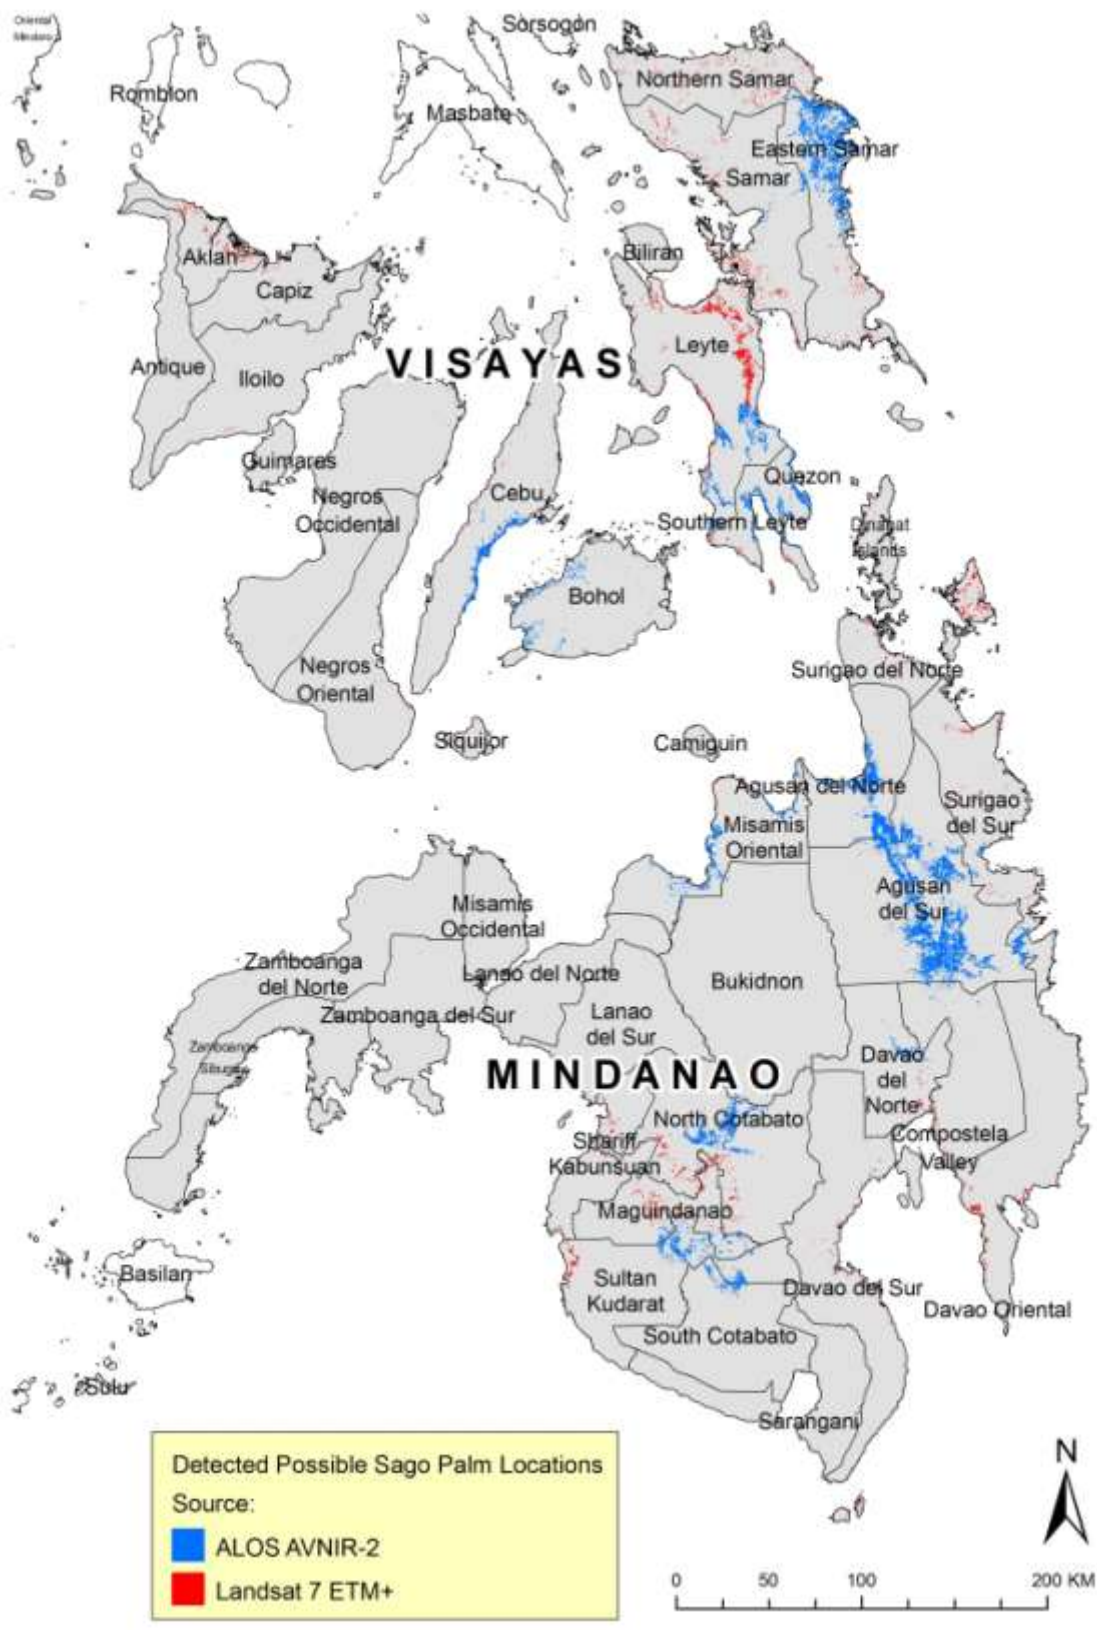 Oriental
Mindoro
Sorsogon
Romblon
Masbate
Northern Samar
Eastern Samar
Samar
Biliran
Aklan
Capiz
Antique
Iloilo
VISAYAS
Leyte
Guimares
Negros
Occidental
Cebu
Quezon
Southern Leyte
Dinagat
Islands
Bohol
Negros
Oriental
Surigao del Norte
Siquijor
Camiguin
Agusan del Norte
Surigao
del Sur
Misamis
Oriental
Agusan
del Sur
Misamis
Occidental
Zamboanga
del Norte
Lanao del Norte
Bukidnon
Zamboanga del Sur
Lanao
del Sur
Zamboanga
Sibugay
MINDANAO
Davao
del
Norte
North Cotabato
Shariff
Kabunsuan
Compostela
Valley
Maguindanao
Basilan
Sultan
Kudarat
Davao del Sur
Davao Oriental
South Cotabato
Sulu
Sarangani
Detected Possible Sago Palm Locations
Source:
ALOS AVNIR-2
Landsat 7 ETM+
N
0 50 100 200 KM